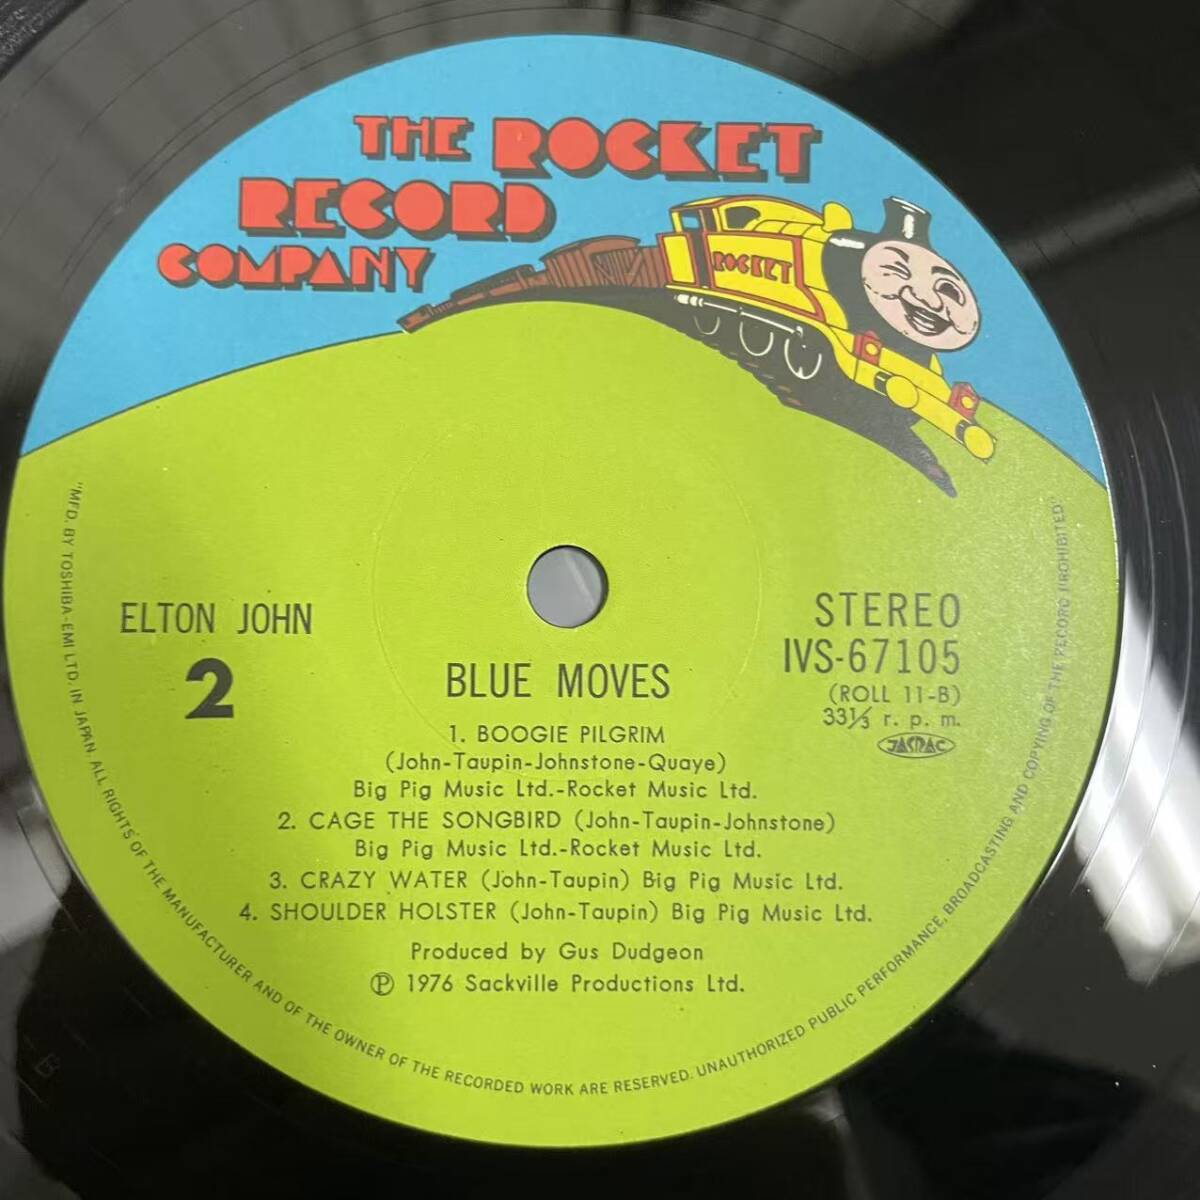 THE ROCKET
RECORD
COMPANY
ROCKET
ELTON JOHN
2
STEREO
IVS-67105
(ROLL 11-B)
33⅓ r. p. m.
JASRAC
BLUE MOVES
1. BOOGIE PILGRIM
(John-Taupin-Johnstone-Quaye)
Big Pig Music Ltd.-Rocket Music Ltd.
2. CAGE THE SONGBIRD (John-Taupin-Johnstone)
Big Pig Music Ltd.-Rocket Music Ltd.
3. CRAZY WATER (John-Taupin) Big Pig Music Ltd.
4. SHOULDER HOLSTER (John-Taupin) Big Pig Music Ltd.
Produced by Gus Dudgeon
Ⓟ 1976 Sackville Productions Ltd.
"MFD. BY TOSHIBA-EMI LTD. IN JAPAN. ALL RIGHTS OF THE MANUFACTURER AND OF THE OWNER OF THE RECORDED WORK ARE RESERVED. UNAUTHORIZED PUBLIC PERFORMANCE, BROADCASTING AND COPYING OF THE RECORD PROHIBITED"
B